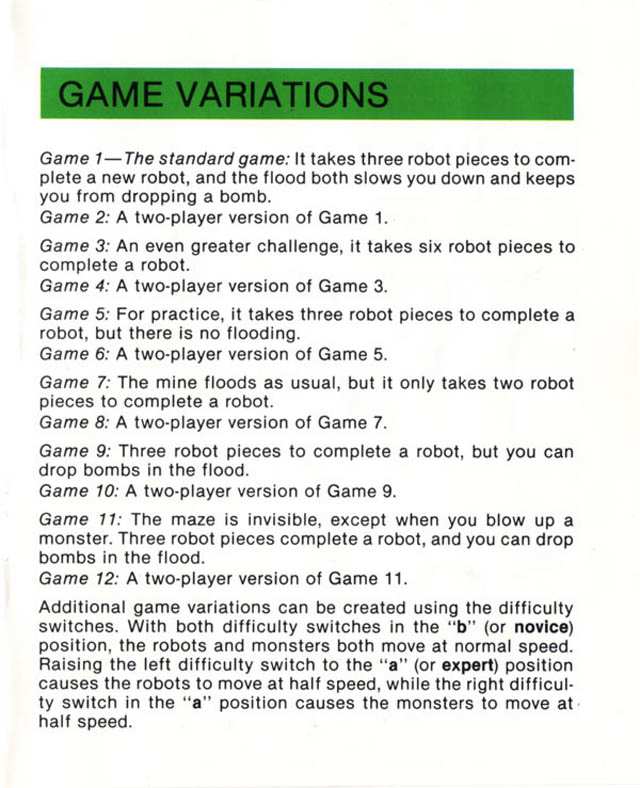 GAME VARIATIONS
Game 1—The standard game: It takes three robot pieces to com-
plete a new robot, and the flood both slows you down and keeps
you from dropping a bomb.
Game 2: A two-player version of Game 1.
Game 3: An even greater challenge, it takes six robot pieces to
complete a robot.
Game 4: A two-player version of Game 3.
Game 5: For practice, it takes three robot pieces to complete a
robot, but there is no flooding.
Game 6: A two-player version of Game 5.
Game 7: The mine floods as usual, but it only takes two robot
pieces to complete a robot.
Game 8: A two-player version of Game 7.
Game 9: Three robot pieces to complete a robot, but you can
drop bombs in the flood.
Game 10: A two-player version of Game 9.
Game 11: The maze is invisible, except when you blow up a
monster. Three robot pieces complete a robot, and you can drop
bombs in the flood.
Game 12: A two-player version of Game 11.
Additional game variations can be created using the difficulty
switches. With both difficulty switches in the "b" (or novice)
position, the robots and monsters both move at normal speed.
Raising the left difficulty switch to the "a" (or expert) position
causes the robots to move at half speed, while the right difficul-
ty switch in the "a" position causes the monsters to move at
half speed.